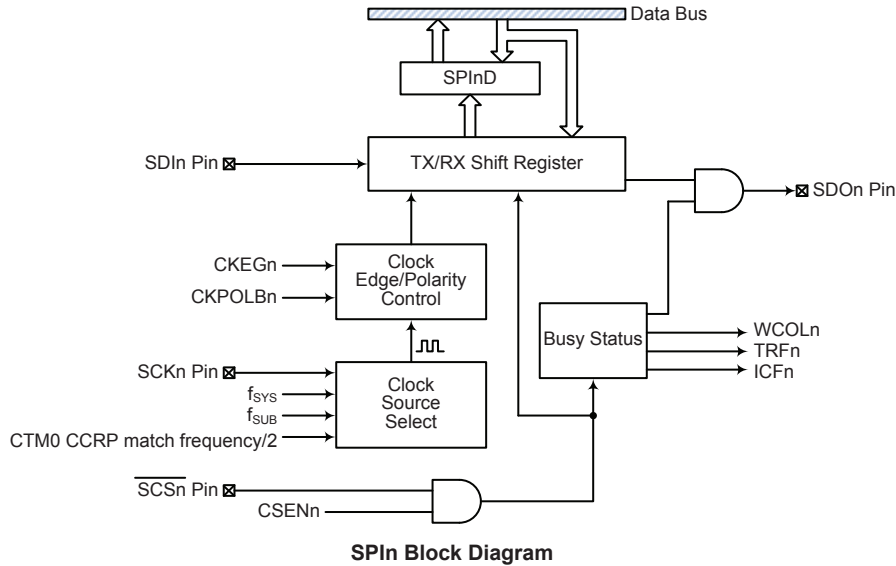 Data Bus
SPInD
SDIn Pin
TX/RX Shift Register
SDOn Pin
CKEGn
CKPOLBn
Clock
Edge/Polarity
Control
Busy Status
WCOLn
TRFn
ICFn
SCKn Pin
fSYS
fSUB
CTM0 CCRP match frequency/2
Clock
Source
Select
SCSn Pin
CSENn
SPIn Block Diagram